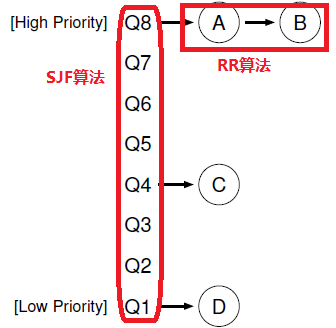 [High Priority] Q8 A B
SJF算法 Q7 RR算法
Q6
Q5
Q4 C
Q3
Q2
[Low Priority] Q1 D